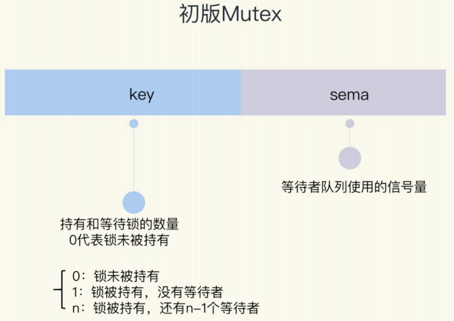 初版Mutex
key
sema
等待者队列使用的信号量
持有和等待锁的数量
0代表锁未被持有
0：锁未被持有
1：锁被持有，没有等待者
n：锁被持有，还有n-1个等待者